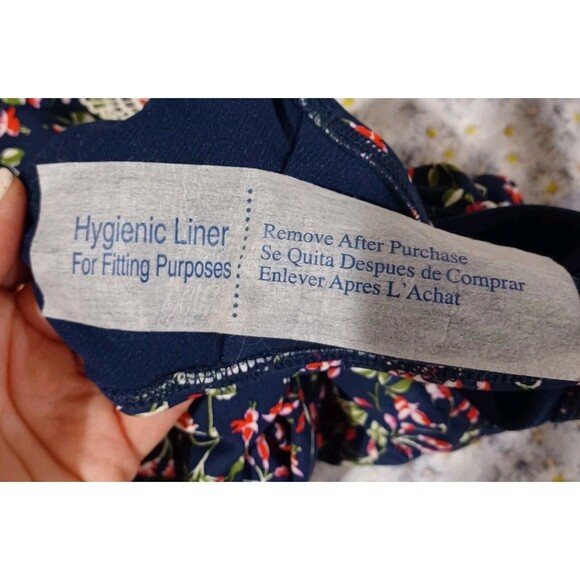 Hygienic Liner
For Fitting Purposes
Remove After Purchase
Se Quita Despues de Comprar
Enlever Apres L'Achat